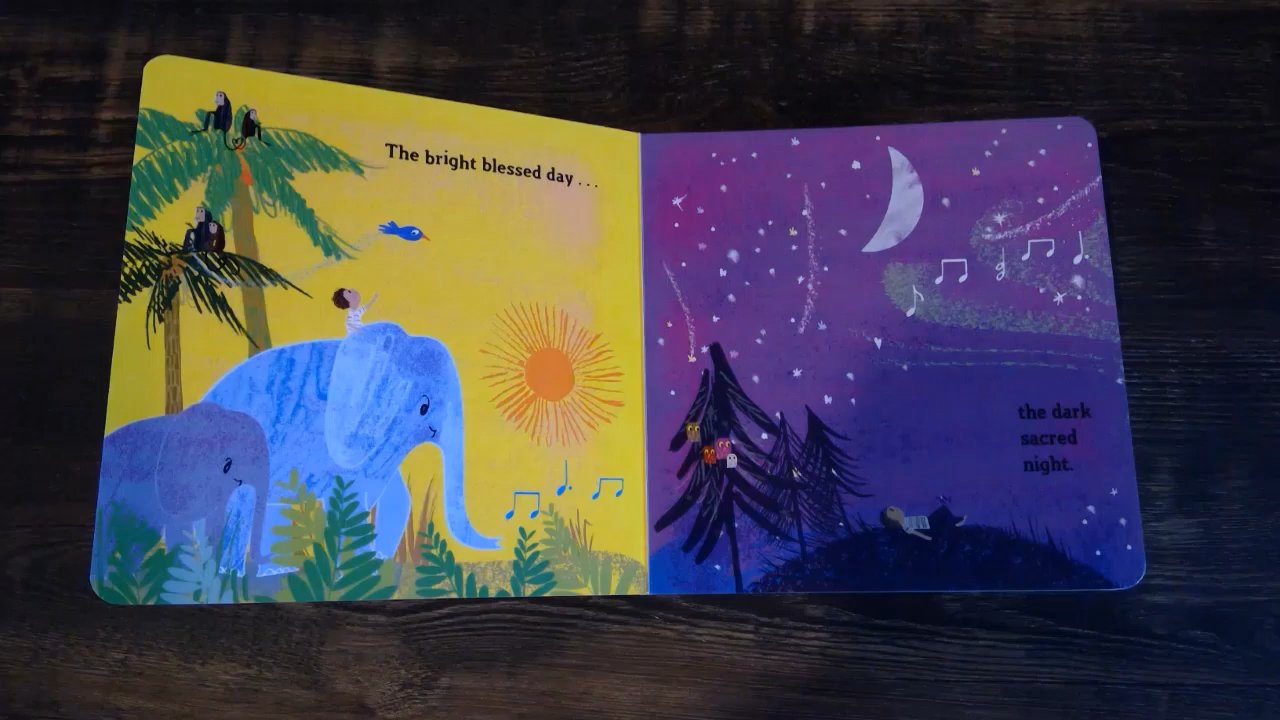 The bright blessed day . . .
the dark
sacred
night.